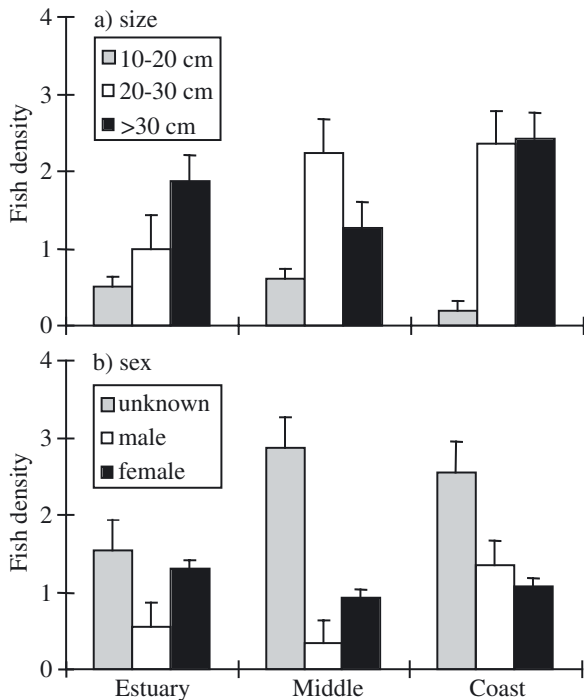 a) size
10-20 cm
20-30 cm
>30 cm
Fish density
4
3
2
1
0
b) sex
unknown
male
female
Fish density
4
3
2
1
0
Estuary Middle Coast